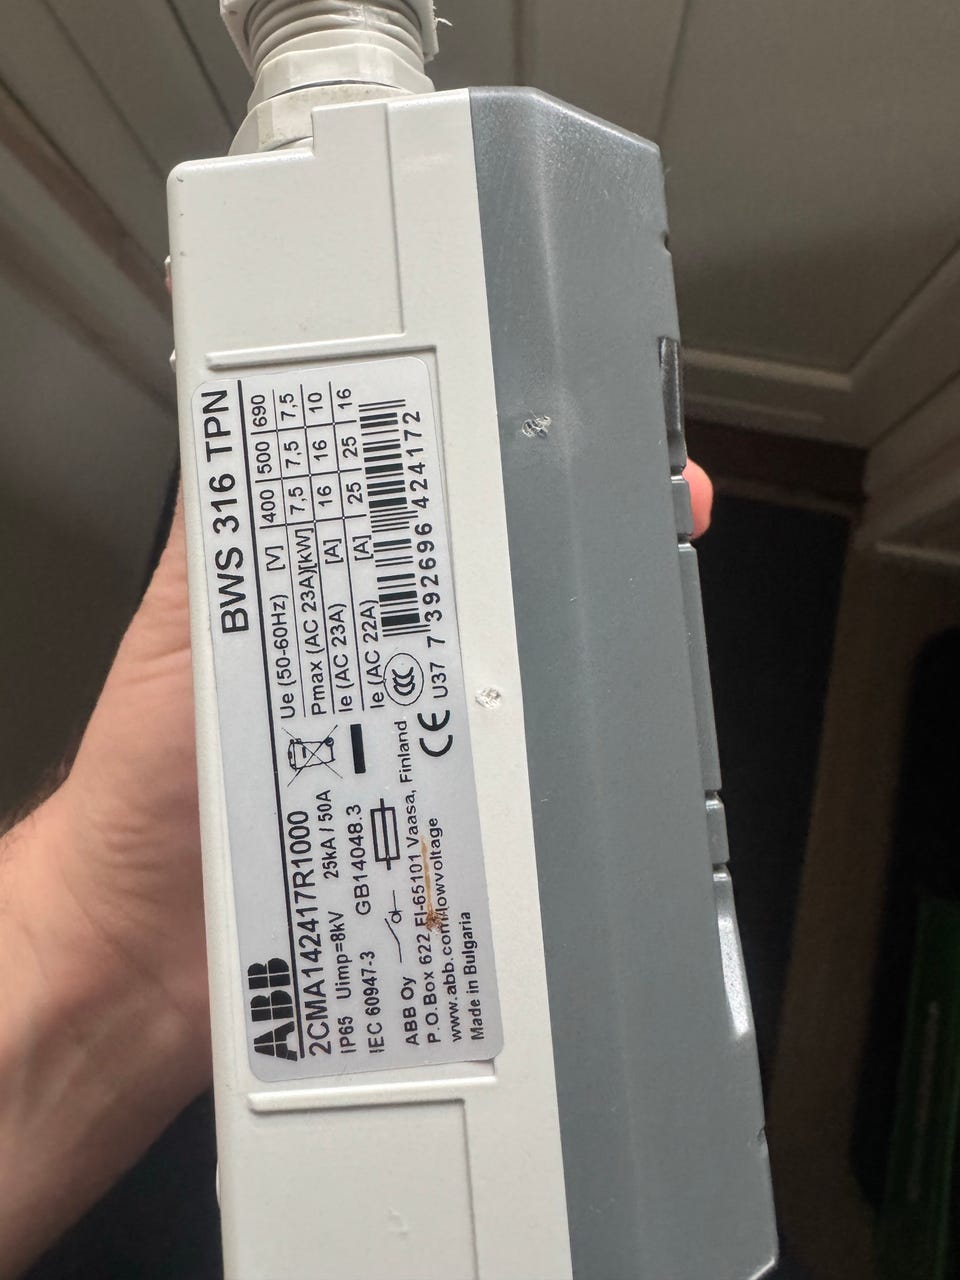 BWS 316 TPN
ABB
2CMA142417R1000
IP65 Uimp=8kV 25kA / 50A
IEC 60947-3 GB14048.3
ABB Oy
P.O.Box 622 FI-65101 Vaasa, Finland
www.abb.com/lowvoltage
Made in Bulgaria
Ue (50-60Hz) [V] 400 500 690
Pmax (AC 23A)[kW] 7,5 7,5 7,5
Ie (AC 23A) [A] 16 16 10
Ie (AC 22A) [A] 25 25 16
CCC
CE U37 7 392696 424172